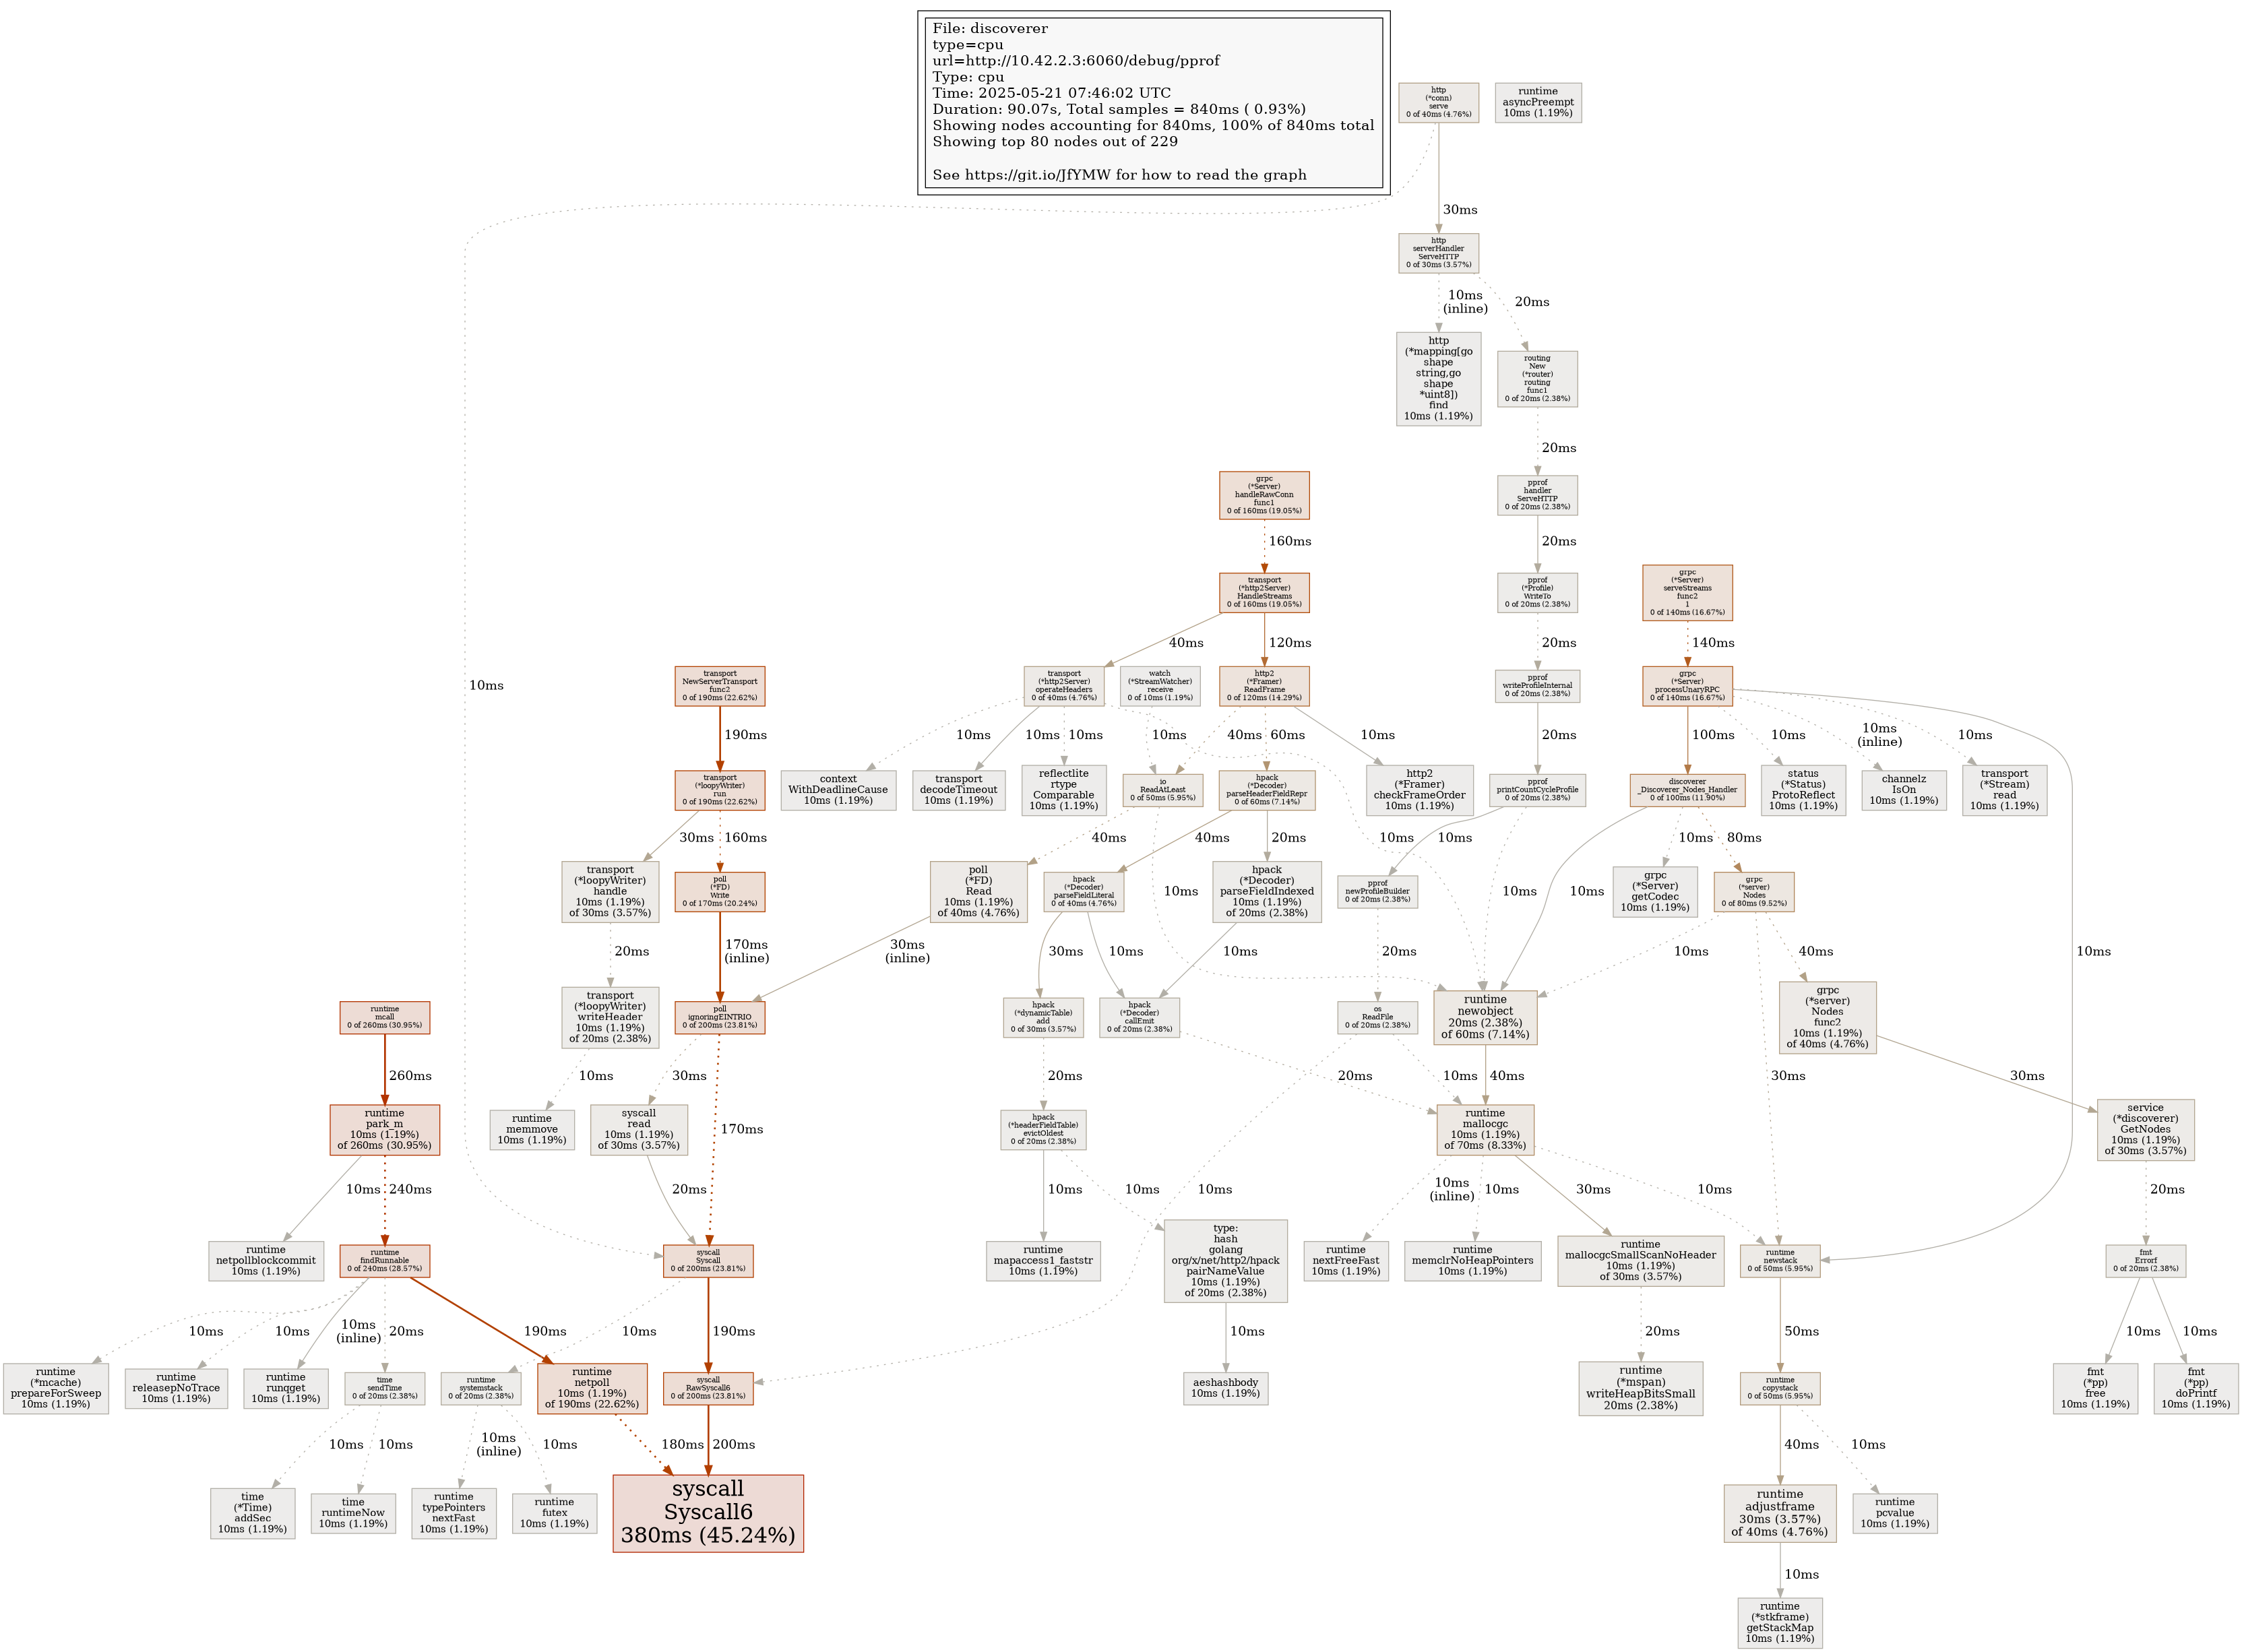 File: discoverer
type=cpu
url=http://10.42.2.3:6060/debug/pprof
Type: cpu
Time: 2025-05-21 07:46:02 UTC
Duration: 90.07s, Total samples = 840ms ( 0.93%)
Showing nodes accounting for 840ms, 100% of 840ms total
Showing top 80 nodes out of 229
See https://git.io/JfYMW for how to read the graph
http
(*conn)
serve
0 of 40ms (4.76%)
runtime
asyncPreempt
10ms (1.19%)
30ms
http
serverHandler
ServeHTTP
0 of 30ms (3.57%)
10ms
(inline)
20ms
http
(*mapping[go
shape
string,go
shape
*uint8])
find
10ms (1.19%)
routing
New
(*router)
routing
func1
0 of 20ms (2.38%)
20ms
grpc
(*Server)
handleRawConn
func1
0 of 160ms (19.05%)
pprof
handler
ServeHTTP
0 of 20ms (2.38%)
160ms
20ms
transport
(*http2Server)
HandleStreams
0 of 160ms (19.05%)
pprof
(*Profile)
WriteTo
0 of 20ms (2.38%)
grpc
(*Server)
serveStreams
func2
1
0 of 140ms (16.67%)
40ms
120ms
20ms
140ms
10ms
transport
NewServerTransport
func2
0 of 190ms (22.62%)
transport
(*http2Server)
operateHeaders
0 of 40ms (4.76%)
watch
(*StreamWatcher)
receive
0 of 10ms (1.19%)
http2
(*Framer)
ReadFrame
0 of 120ms (14.29%)
pprof
writeProfileInternal
0 of 20ms (2.38%)
grpc
(*Server)
processUnaryRPC
0 of 140ms (16.67%)
190ms
10ms
10ms
10ms
10ms
40ms
60ms
10ms
20ms
100ms
10ms
10ms
(inline)
10ms
transport
(*loopyWriter)
run
0 of 190ms (22.62%)
context
WithDeadlineCause
10ms (1.19%)
transport
decodeTimeout
10ms (1.19%)
reflectlite
rtype
Comparable
10ms (1.19%)
io
ReadAtLeast
0 of 50ms (5.95%)
hpack
(*Decoder)
parseHeaderFieldRepr
0 of 60ms (7.14%)
http2
(*Framer)
checkFrameOrder
10ms (1.19%)
pprof
printCountCycleProfile
0 of 20ms (2.38%)
discoverer
_Discoverer_Nodes_Handler
0 of 100ms (11.90%)
status
(*Status)
ProtoReflect
10ms (1.19%)
channelz
IsOn
10ms (1.19%)
transport
(*Stream)
read
10ms (1.19%)
30ms
160ms
40ms
40ms
20ms
10ms
10ms
10ms
80ms
transport
(*loopyWriter)
handle
10ms (1.19%)
of 30ms (3.57%)
poll
(*FD)
Write
0 of 170ms (20.24%)
poll
(*FD)
Read
10ms (1.19%)
of 40ms (4.76%)
hpack
(*Decoder)
parseFieldLiteral
0 of 40ms (4.76%)
hpack
(*Decoder)
parseFieldIndexed
10ms (1.19%)
of 20ms (2.38%)
10ms
pprof
newProfileBuilder
0 of 20ms (2.38%)
10ms
10ms
grpc
(*Server)
getCodec
10ms (1.19%)
grpc
(*server)
Nodes
0 of 80ms (9.52%)
20ms
170ms
(inline)
30ms
(inline)
30ms
10ms
10ms
20ms
10ms
40ms
10ms
transport
(*loopyWriter)
writeHeader
10ms (1.19%)
of 20ms (2.38%)
runtime
mcall
0 of 260ms (30.95%)
poll
ignoringEINTRIO
0 of 200ms (23.81%)
hpack
(*dynamicTable)
add
0 of 30ms (3.57%)
hpack
(*Decoder)
callEmit
0 of 20ms (2.38%)
os
ReadFile
0 of 20ms (2.38%)
runtime
newobject
20ms (2.38%)
of 60ms (7.14%)
grpc
(*server)
Nodes
func2
10ms (1.19%)
of 40ms (4.76%)
260ms
10ms
30ms
20ms
20ms
10ms
40ms
30ms
30ms
runtime
park_m
10ms (1.19%)
of 260ms (30.95%)
runtime
memmove
10ms (1.19%)
syscall
read
10ms (1.19%)
of 30ms (3.57%)
170ms
hpack
(*headerFieldTable)
evictOldest
0 of 20ms (2.38%)
runtime
mallocgc
10ms (1.19%)
of 70ms (8.33%)
service
(*discoverer)
GetNodes
10ms (1.19%)
of 30ms (3.57%)
10ms
240ms
20ms
10ms
10ms
10ms
10ms
(inline)
10ms
30ms
10ms
20ms
runtime
netpollblockcommit
10ms (1.19%)
runtime
findRunnable
0 of 240ms (28.57%)
syscall
Syscall
0 of 200ms (23.81%)
runtime
mapaccess1_faststr
10ms (1.19%)
type:
hash
golang
org/x/net/http2/hpack
pairNameValue
10ms (1.19%)
of 20ms (2.38%)
runtime
nextFreeFast
10ms (1.19%)
runtime
memclrNoHeapPointers
10ms (1.19%)
runtime
mallocgcSmallScanNoHeader
10ms (1.19%)
of 30ms (3.57%)
runtime
newstack
0 of 50ms (5.95%)
fmt
Errorf
0 of 20ms (2.38%)
10ms
10ms
10ms
(inline)
20ms
190ms
10ms
190ms
10ms
20ms
50ms
10ms
10ms
runtime
(*mcache)
prepareForSweep
10ms (1.19%)
runtime
releasepNoTrace
10ms (1.19%)
runtime
runqget
10ms (1.19%)
time
sendTime
0 of 20ms (2.38%)
runtime
systemstack
0 of 20ms (2.38%)
runtime
netpoll
10ms (1.19%)
of 190ms (22.62%)
syscall
RawSyscall6
0 of 200ms (23.81%)
aeshashbody
10ms (1.19%)
runtime
(*mspan)
writeHeapBitsSmall
20ms (2.38%)
runtime
copystack
0 of 50ms (5.95%)
fmt
(*pp)
free
10ms (1.19%)
fmt
(*pp)
doPrintf
10ms (1.19%)
10ms
10ms
10ms
(inline)
10ms
180ms
200ms
40ms
10ms
time
(*Time)
addSec
10ms (1.19%)
time
runtimeNow
10ms (1.19%)
runtime
typePointers
nextFast
10ms (1.19%)
runtime
futex
10ms (1.19%)
syscall
Syscall6
380ms (45.24%)
runtime
adjustframe
30ms (3.57%)
of 40ms (4.76%)
runtime
pcvalue
10ms (1.19%)
10ms
runtime
(*stkframe)
getStackMap
10ms (1.19%)